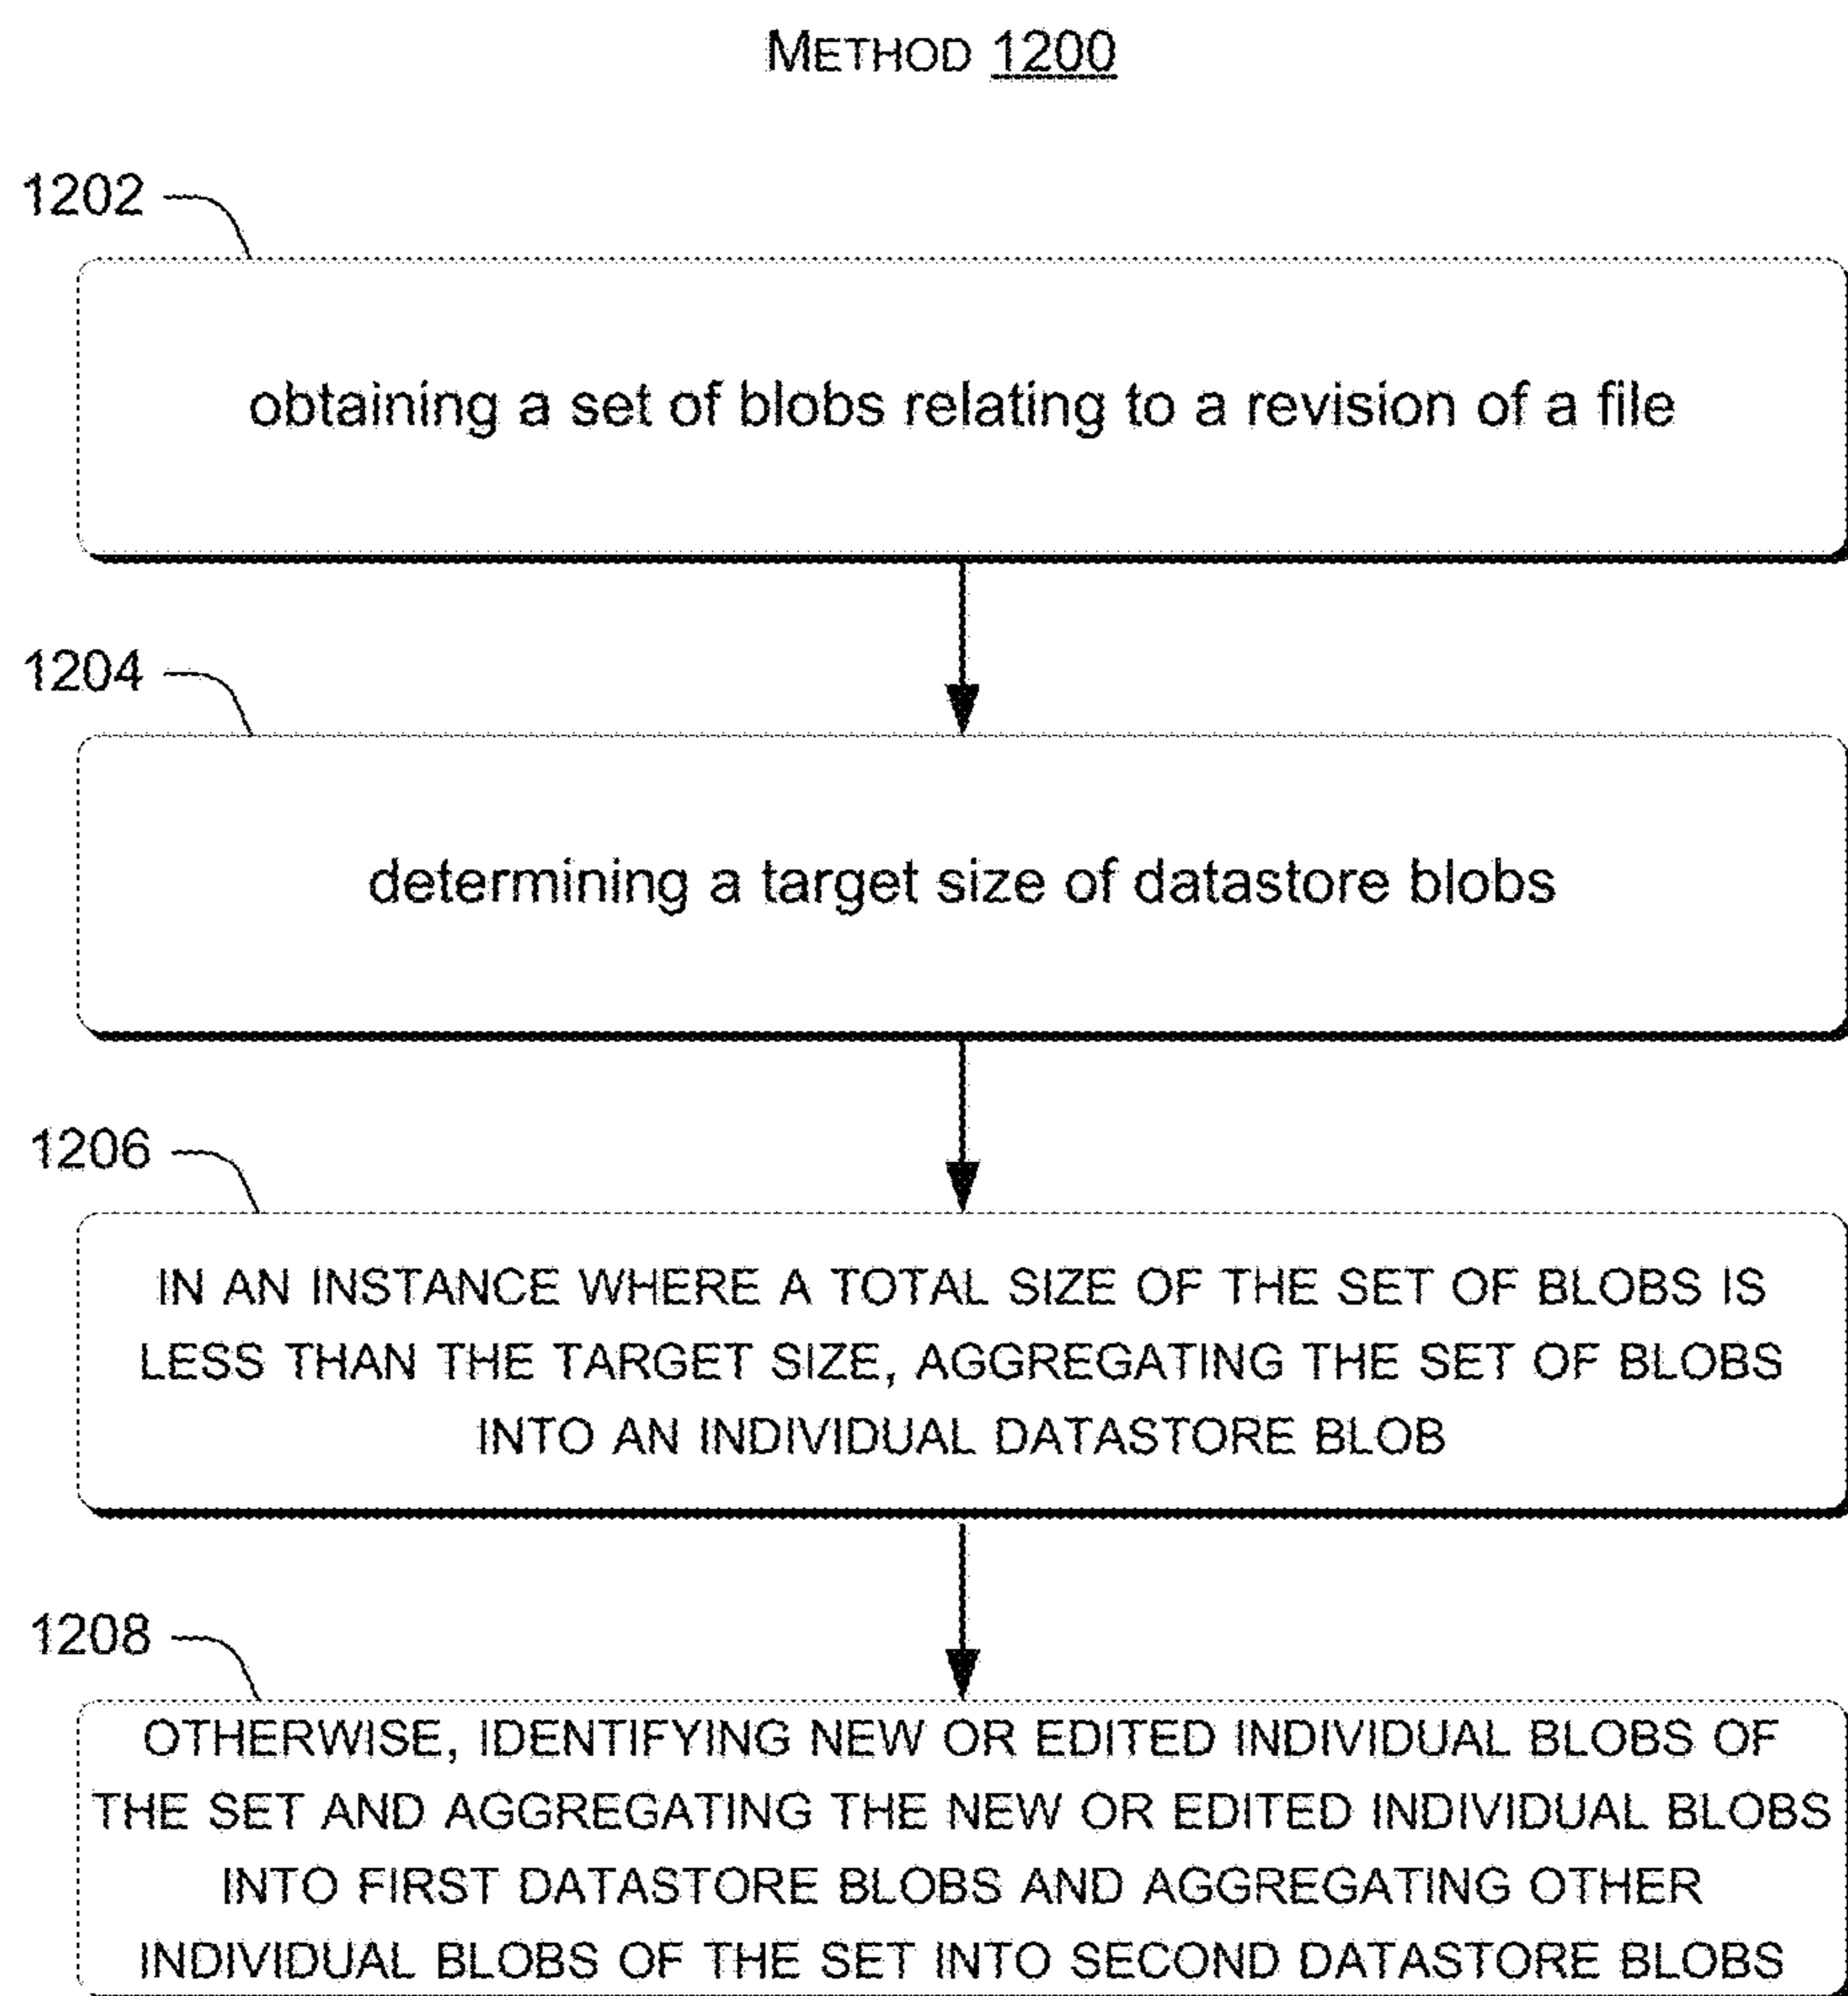 METHOD 1200
1202
obtaining a set of blobs relating to a revision of a file
1204
determining a target size of datastore blobs
1206
IN AN INSTANCE WHERE A TOTAL SIZE OF THE SET OF BLOBS IS
LESS THAN THE TARGET SIZE, AGGREGATING THE SET OF BLOBS
INTO AN INDIVIDUAL DATASTORE BLOB
1208
OTHERWISE, IDENTIFYING NEW OR EDITED INDIVIDUAL BLOBS OF
THE SET AND AGGREGATING THE NEW OR EDITED INDIVIDUAL BLOBS
INTO FIRST DATASTORE BLOBS AND AGGREGATING OTHER
INDIVIDUAL BLOBS OF THE SET INTO SECOND DATASTORE BLOBS